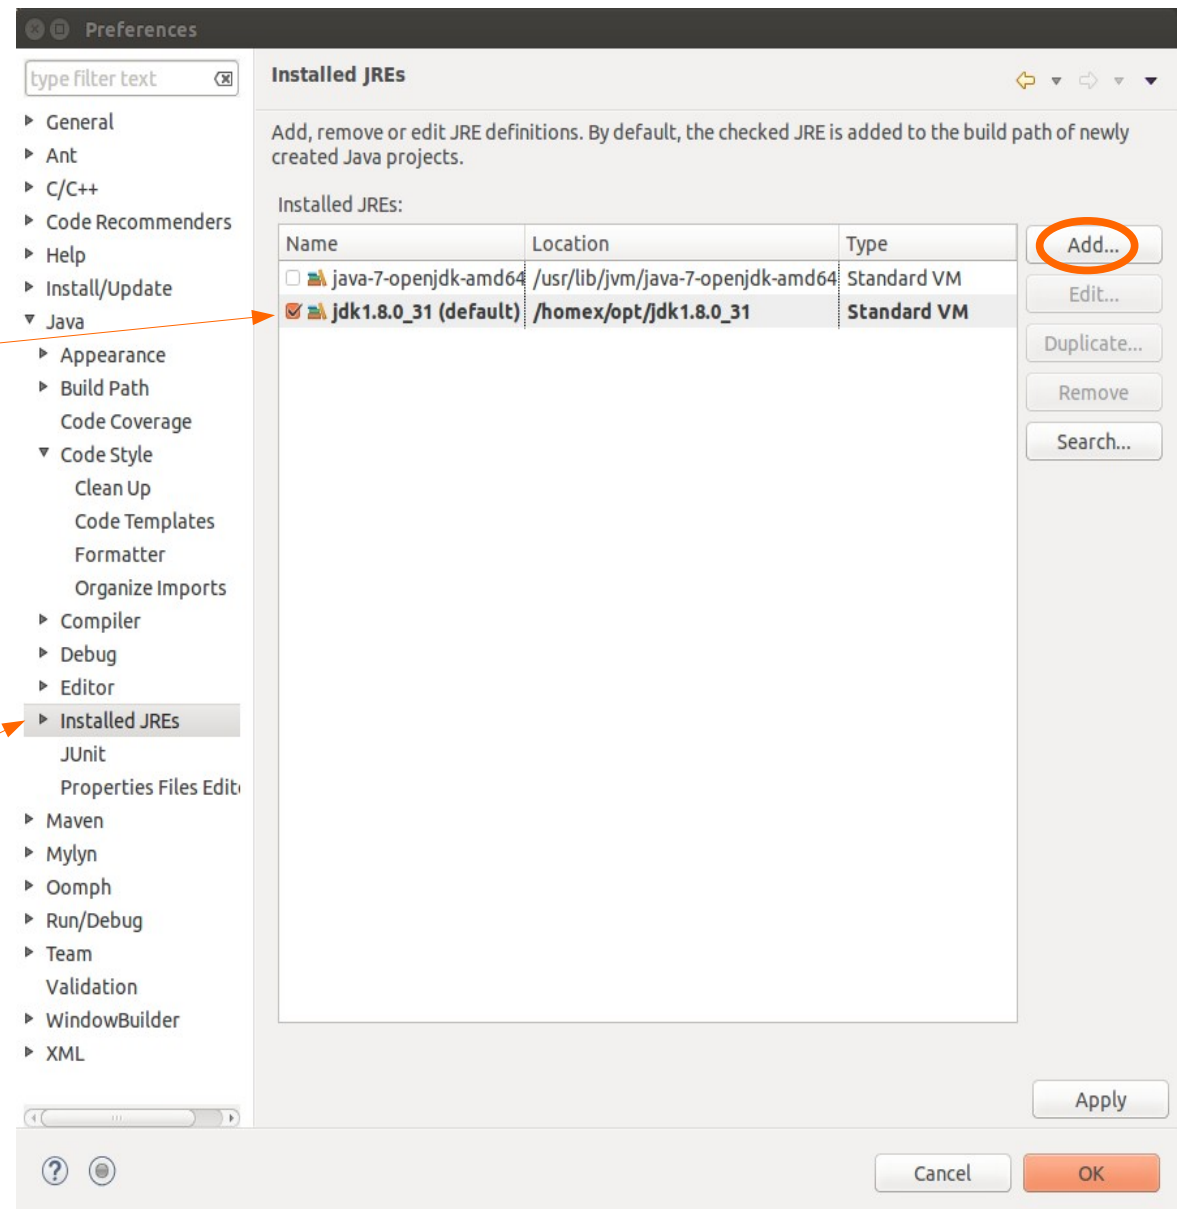 Preferences
type filter text
General
Ant
C/C++
Code Recommenders
Help
Install/Update
Java
Appearance
Build Path
Code Coverage
Code Style
Clean Up
Code Templates
Formatter
Organize Imports
Compiler
Debug
Editor
Installed JREs
JUnit
Properties Files Edit
Maven
Mylyn
Oomph
Run/Debug
Team
Validation
WindowBuilder
XML
Installed JREs
Add, remove or edit JRE definitions. By default, the checked JRE is added to the build path of newly
created Java projects.
Installed JREs:
Name Location Type
java-7-openjdk-amd64 /usr/lib/jvm/java-7-openjdk-amd64 Standard VM
jdk1.8.0_31 (default) /homex/opt/jdk1.8.0_31 Standard VM
Add...
Edit...
Duplicate...
Remove
Search...
Apply
Cancel
OK